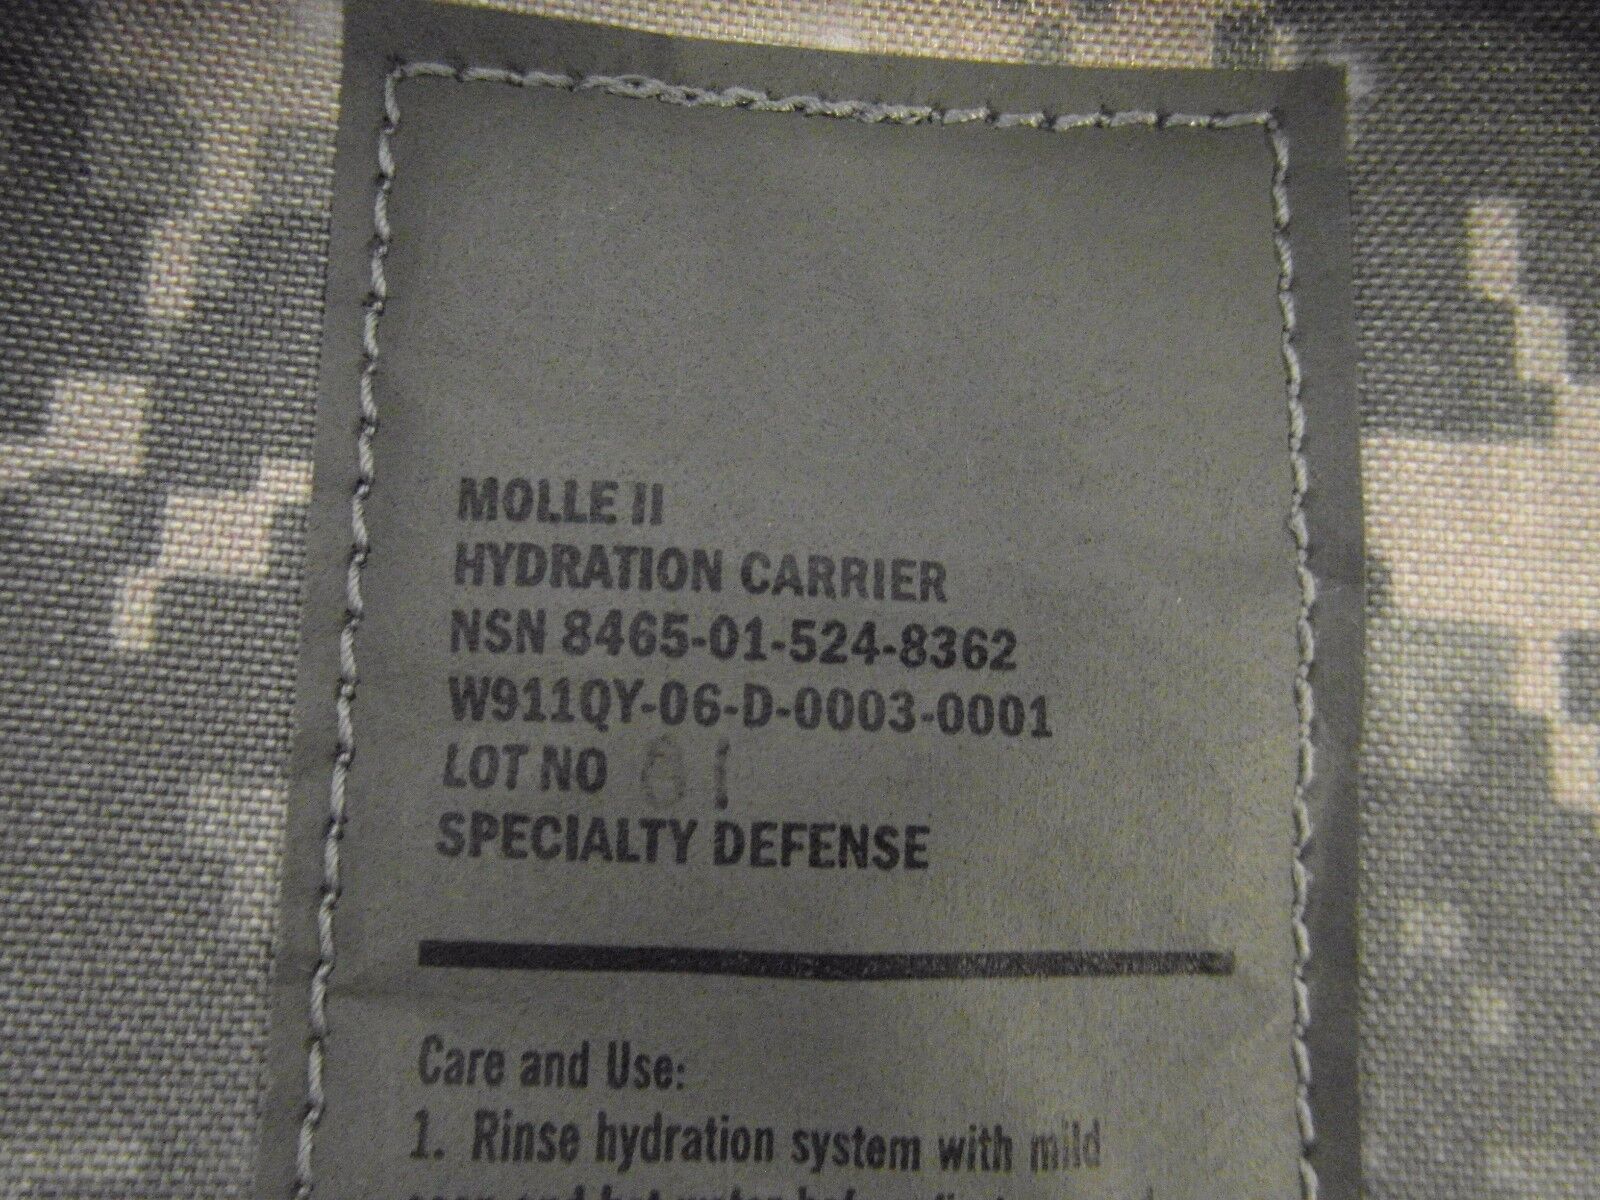 MOLLE II
HYDRATION CARRIER
NSN 8465-01-524-8362
W911QY-06-D-0003-0001
LOT NO 61
SPECIALTY DEFENSE
Care and Use:
1. Rinse hydration system with mild